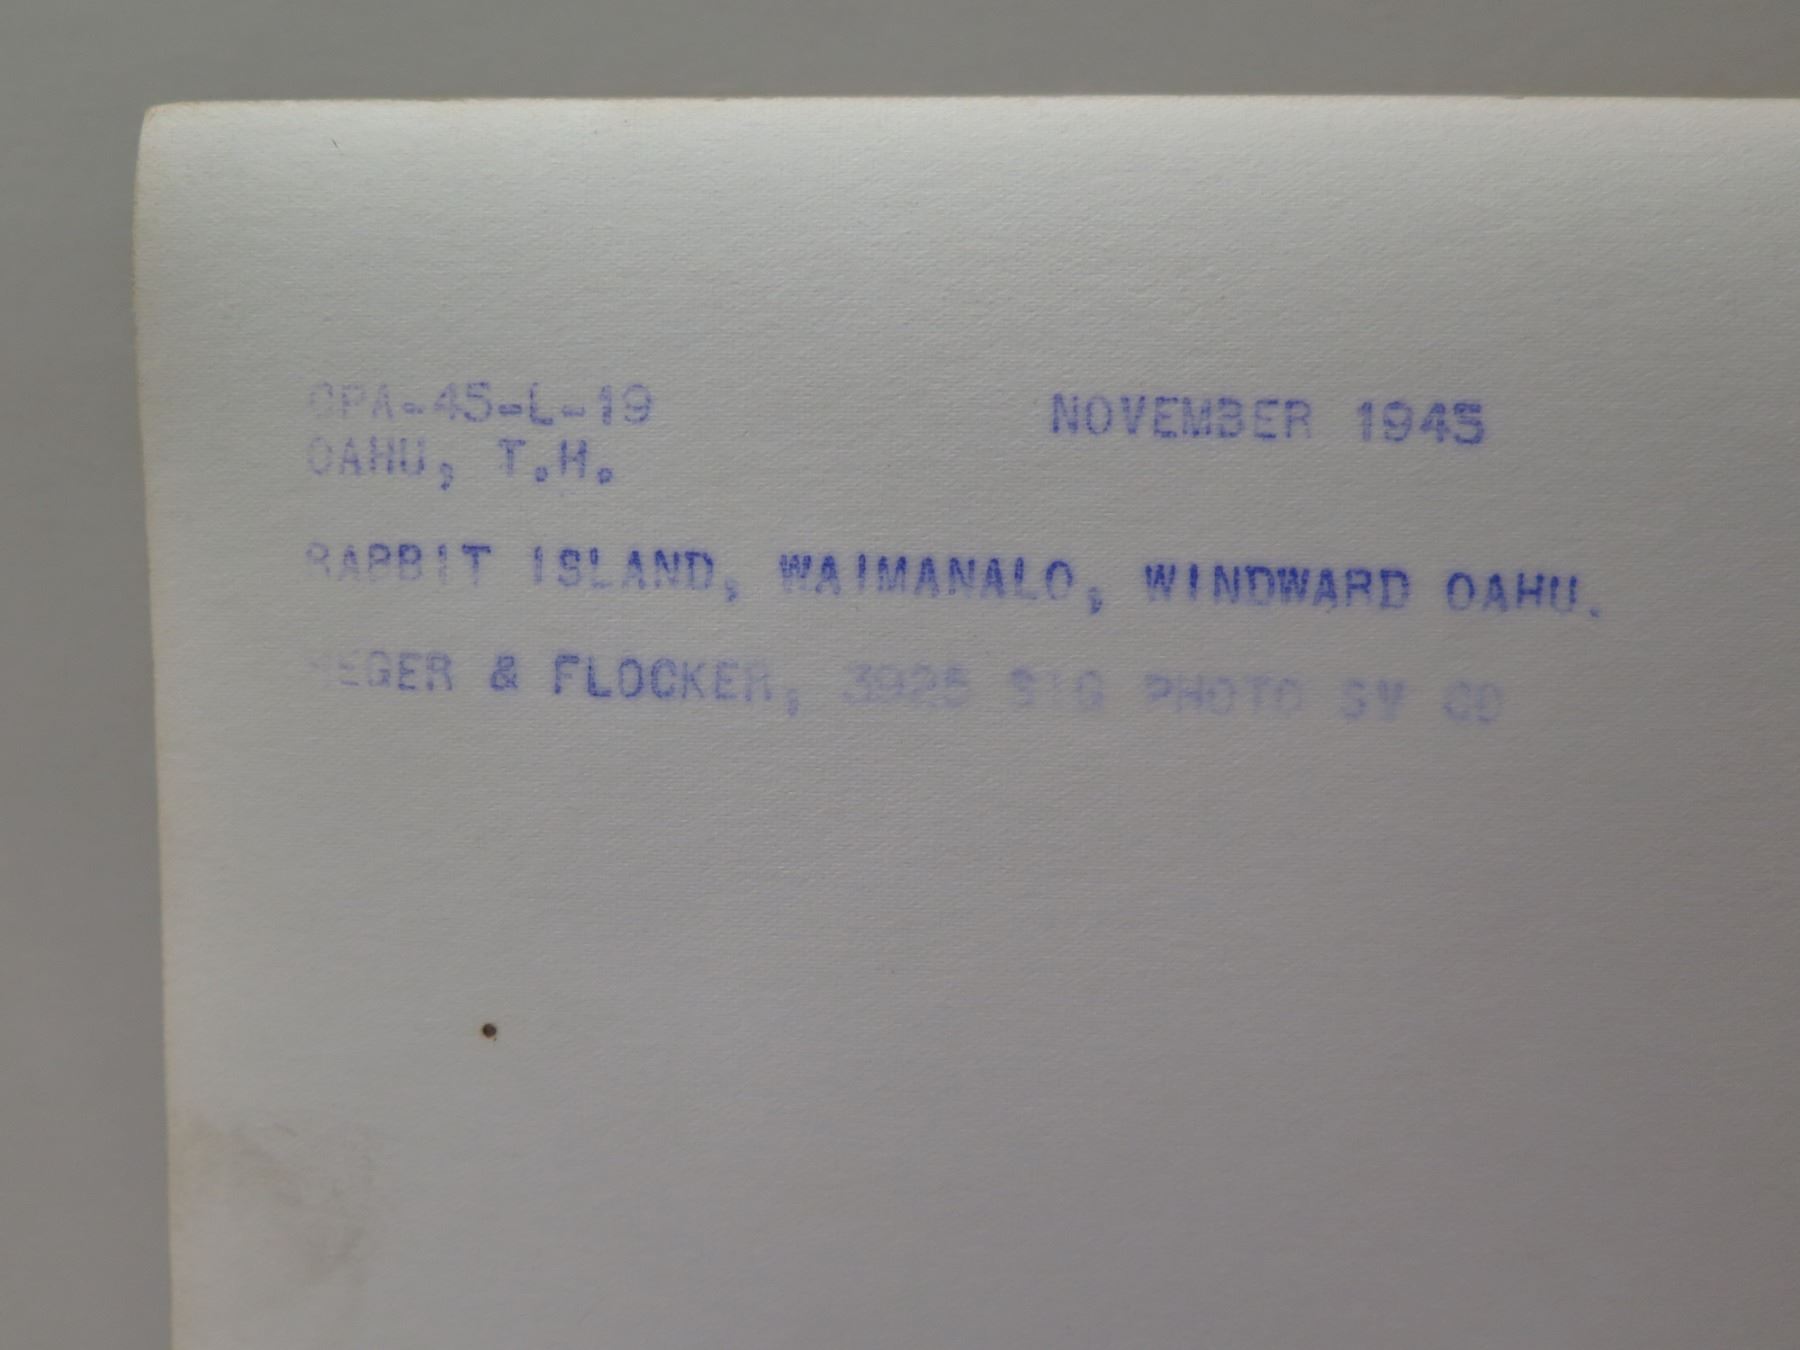 CPA-45-L-19 NOVEMBER 1945
OAHU, T.H.
RABBIT ISLAND, WAIMANALO, WINDWARD OAHU.
& FLOCKER, 3925 SIG PHOTO SV CO